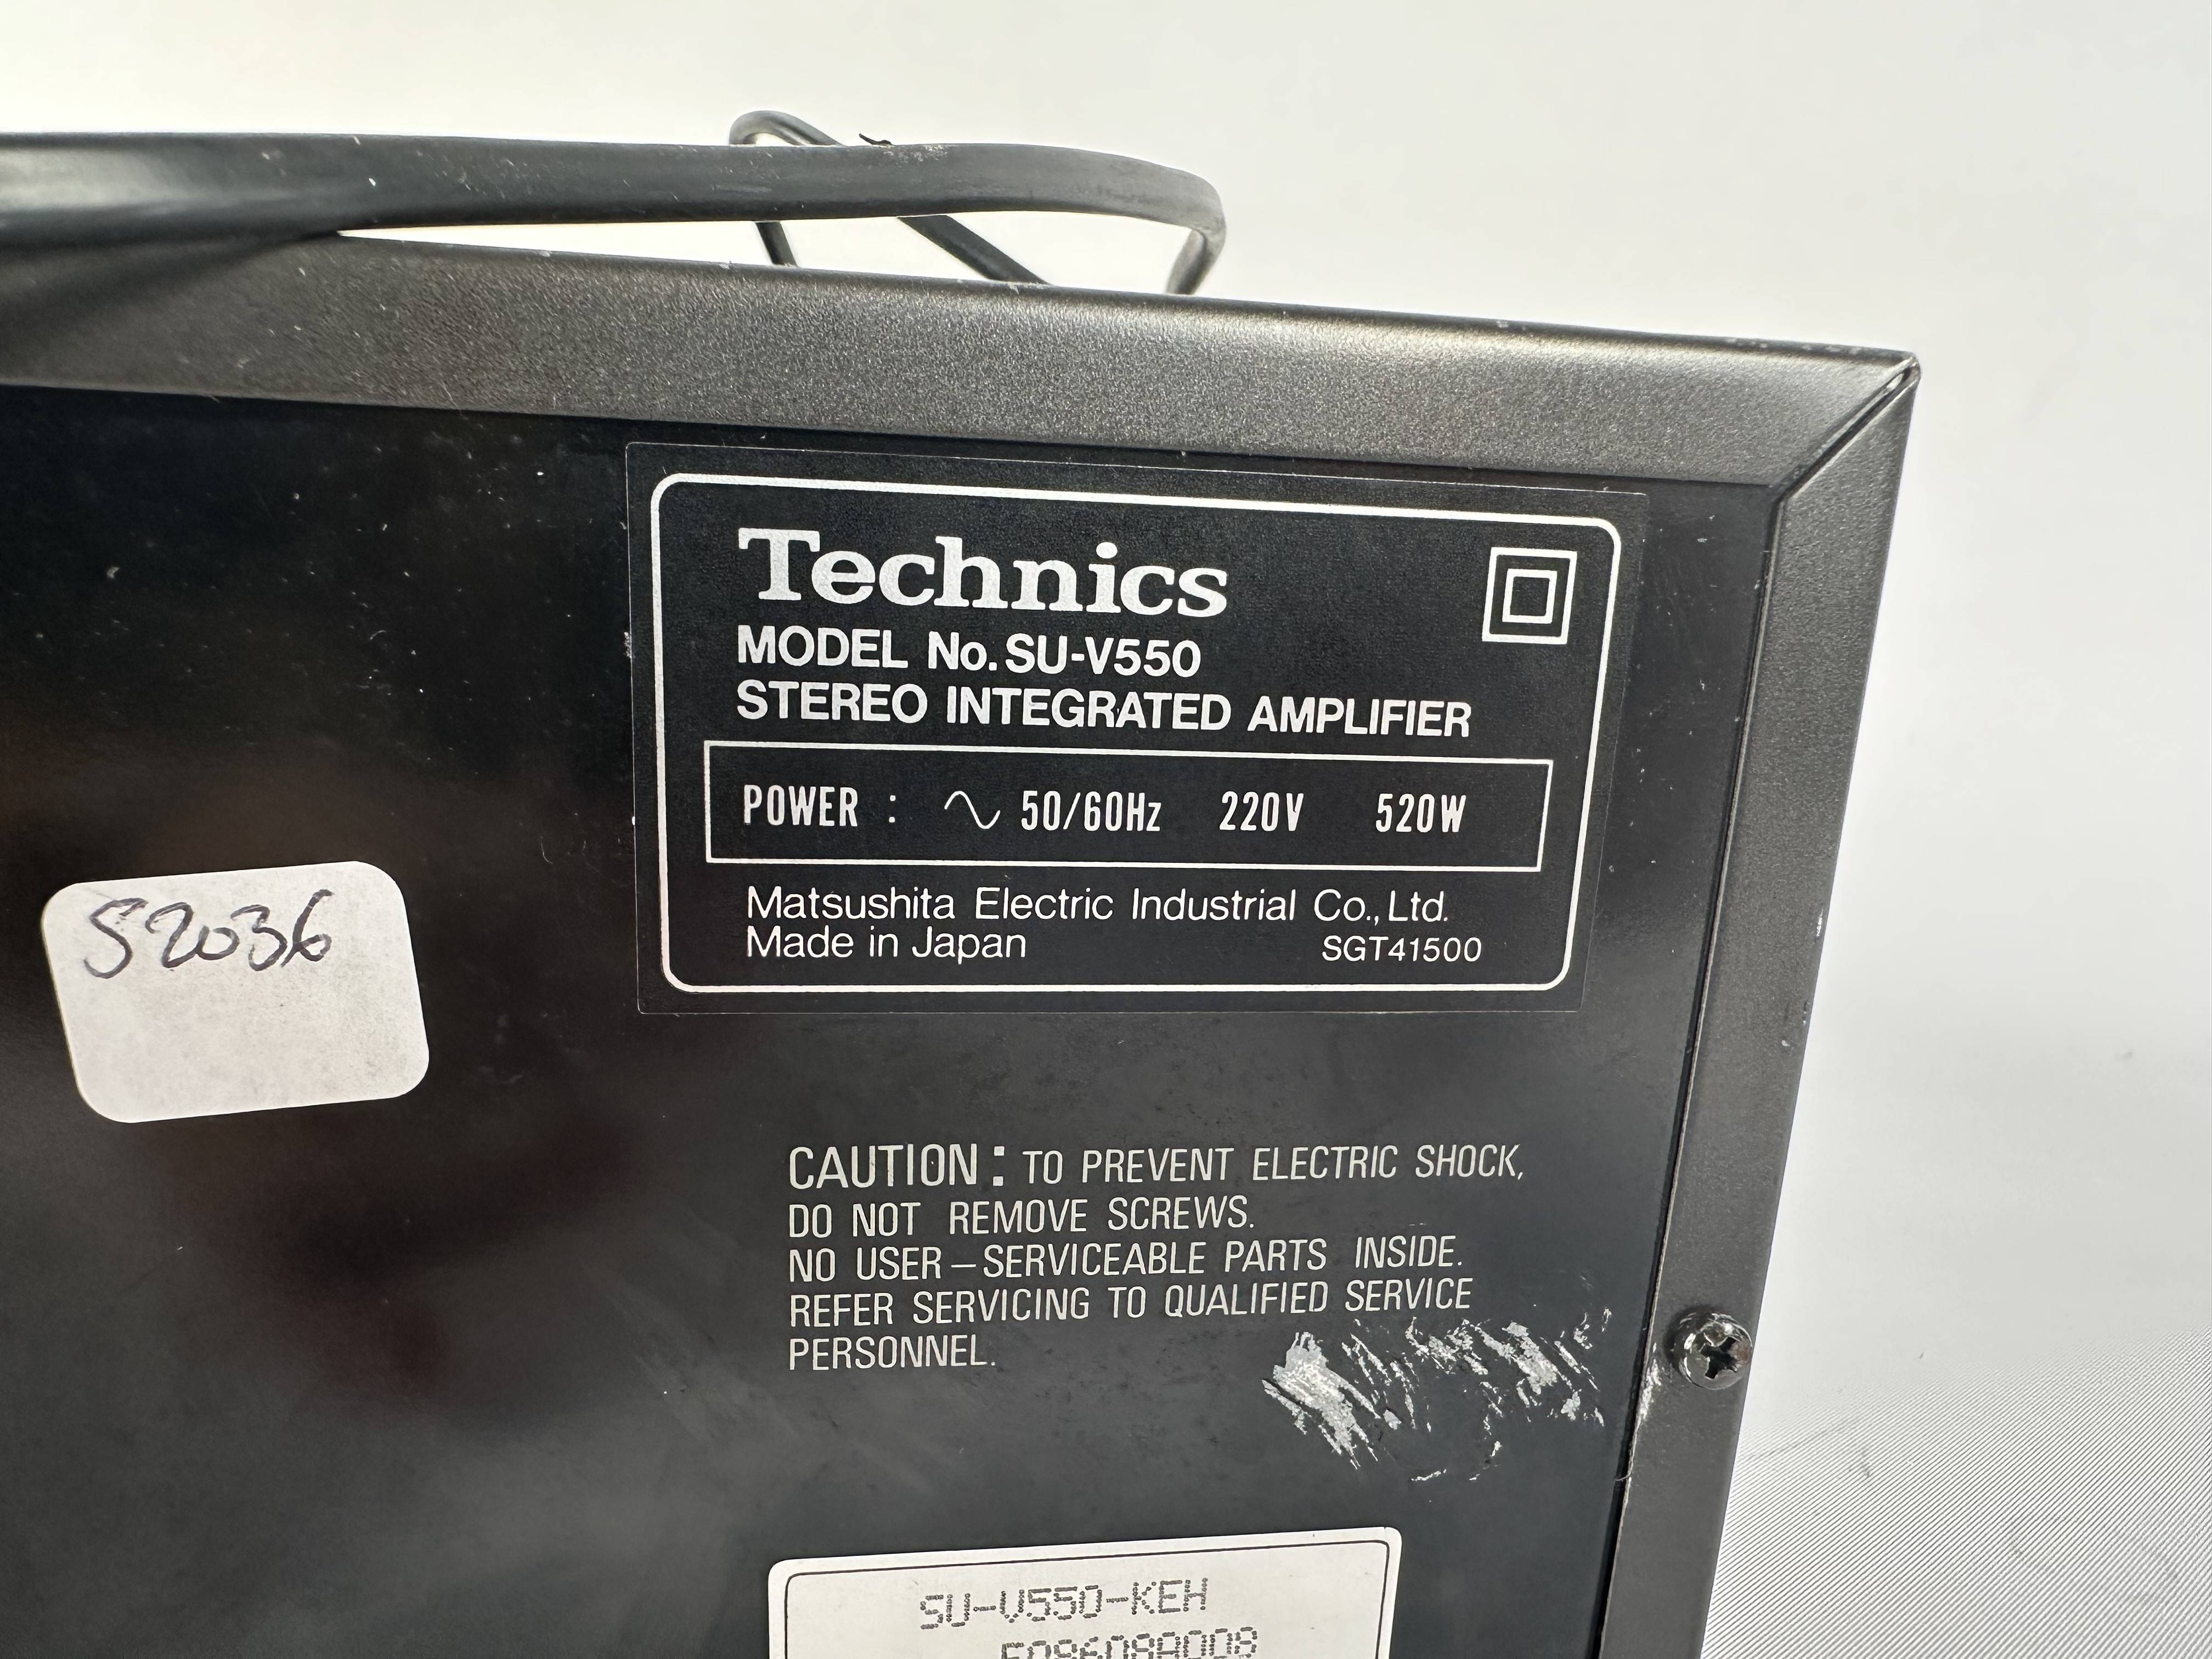 Technics
MODEL No. SU-V550
STEREO INTEGRATED AMPLIFIER
POWER : ∿ 50/60Hz 220V 520W
Matsushita Electric Industrial Co., Ltd.
Made in Japan SGT41500
S2036
CAUTION: TO PREVENT ELECTRIC SHOCK,
DO NOT REMOVE SCREWS.
NO USER-SERVICEABLE PARTS INSIDE.
REFER SERVICING TO QUALIFIED SERVICE
PERSONNEL.
SU-V550-KEH